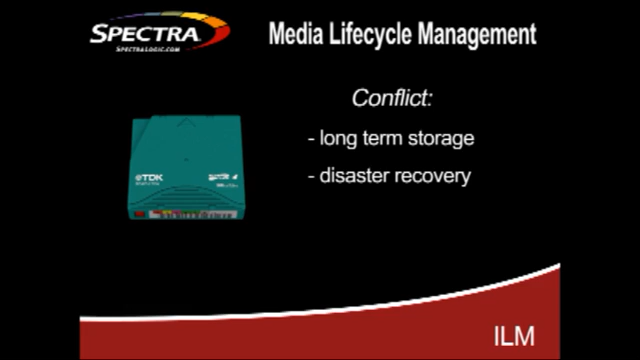 SPECTRA
SPECTRALOGIC.COM
Media Lifecycle Management
Conflict:
- long term storage
- disaster recovery
TDK
ILM